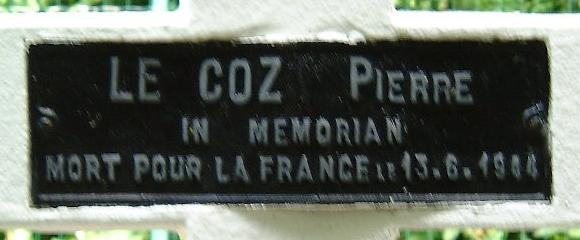 LE COZ PIERRE
IN MEMORIAN
MORT POUR LA FRANCE LE 13.6.1944